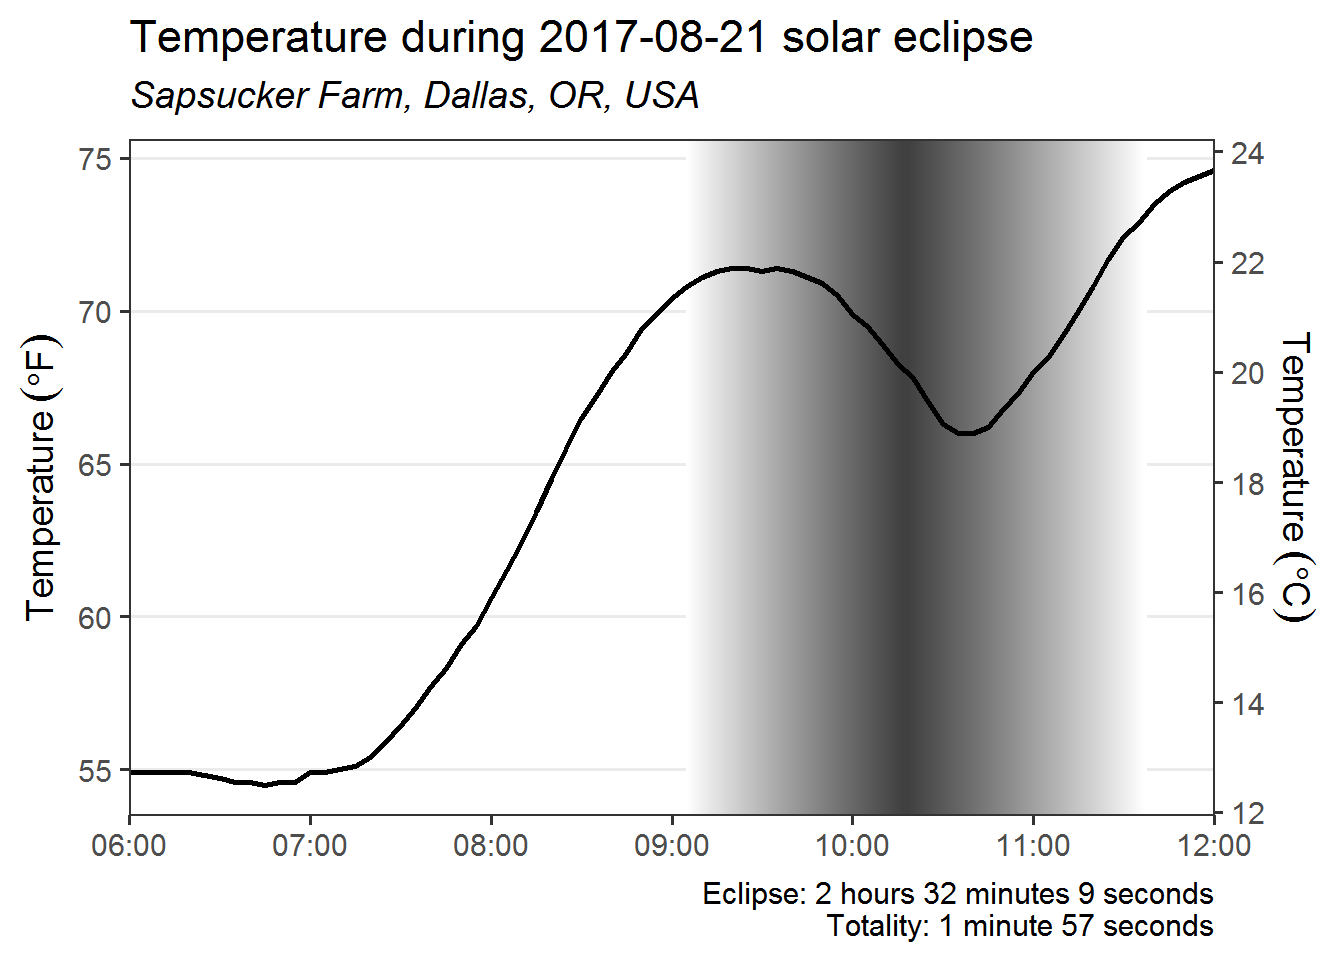 Temperature during 2017-08-21 solar eclipse
Sapsucker Farm, Dallas, OR, USA
Temperature (°F)
75
70
65
60
55
24
22
20
18
16
14
12
Temperature (°C)
06:00 07:00 08:00 09:00 10:00 11:00 12:00
Eclipse: 2 hours 32 minutes 9 seconds
Totality: 1 minute 57 seconds